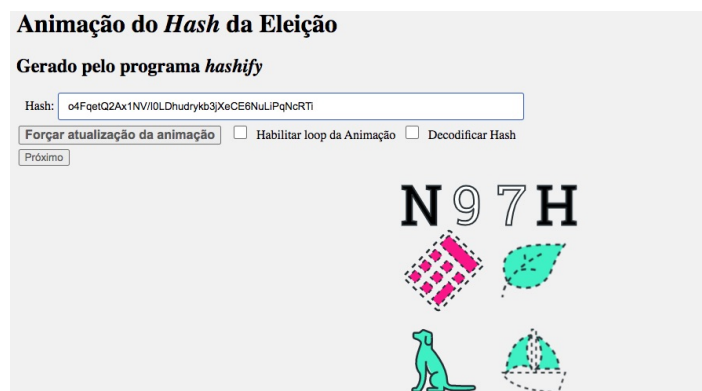 Animação do Hash da Eleição
Gerado pelo programa hashify
Hash: o4FqetQ2Ax1NV/I0LDhudrykb3jXeCE6NuLiPqNcRTl
Forçar atualização da animação Habilitar loop da Animação Decodificar Hash
Próximo
N97H